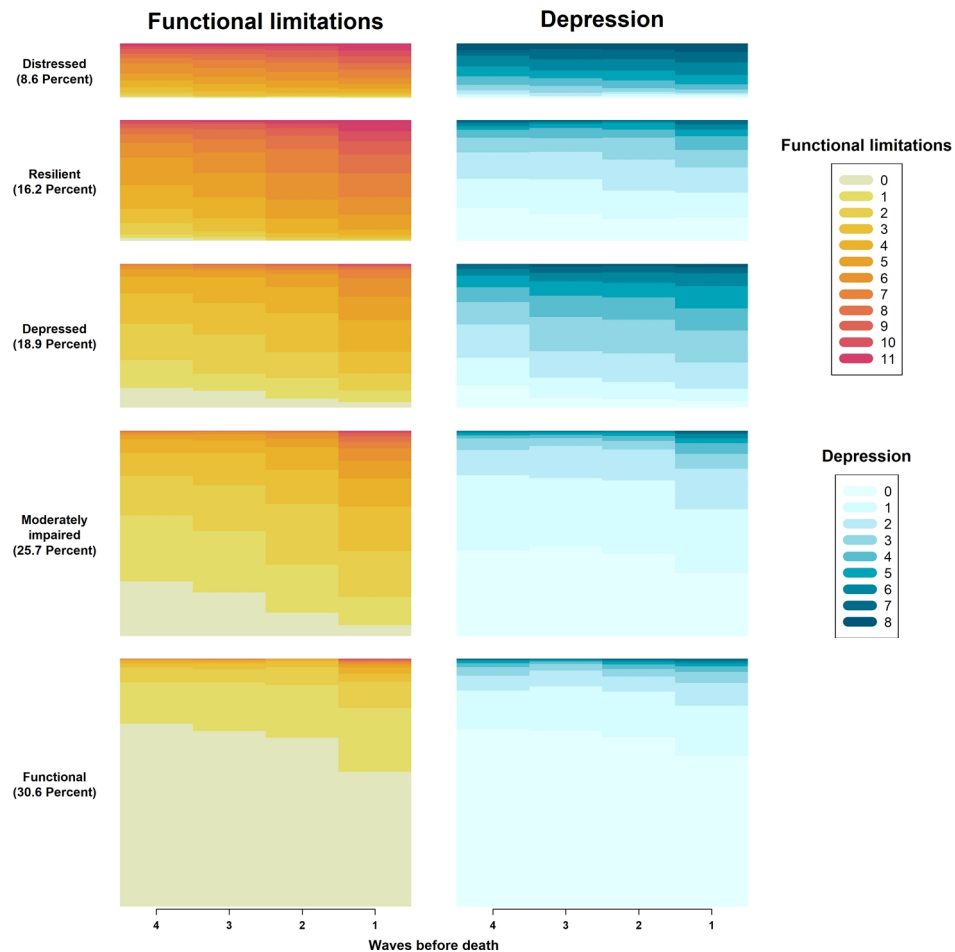 Functional limitations
Depression
Distressed
(8.6 Percent)
Resilient
(16.2 Percent)
Depressed
(18.9 Percent)
Moderately
impaired
(25.7 Percent)
Functional
(30.6 Percent)
4 3 2 1
4 3 2 1
Waves before death
Functional limitations
0
1
2
3
4
5
6
7
8
9
10
11
Depression
0
1
2
3
4
5
6
7
8